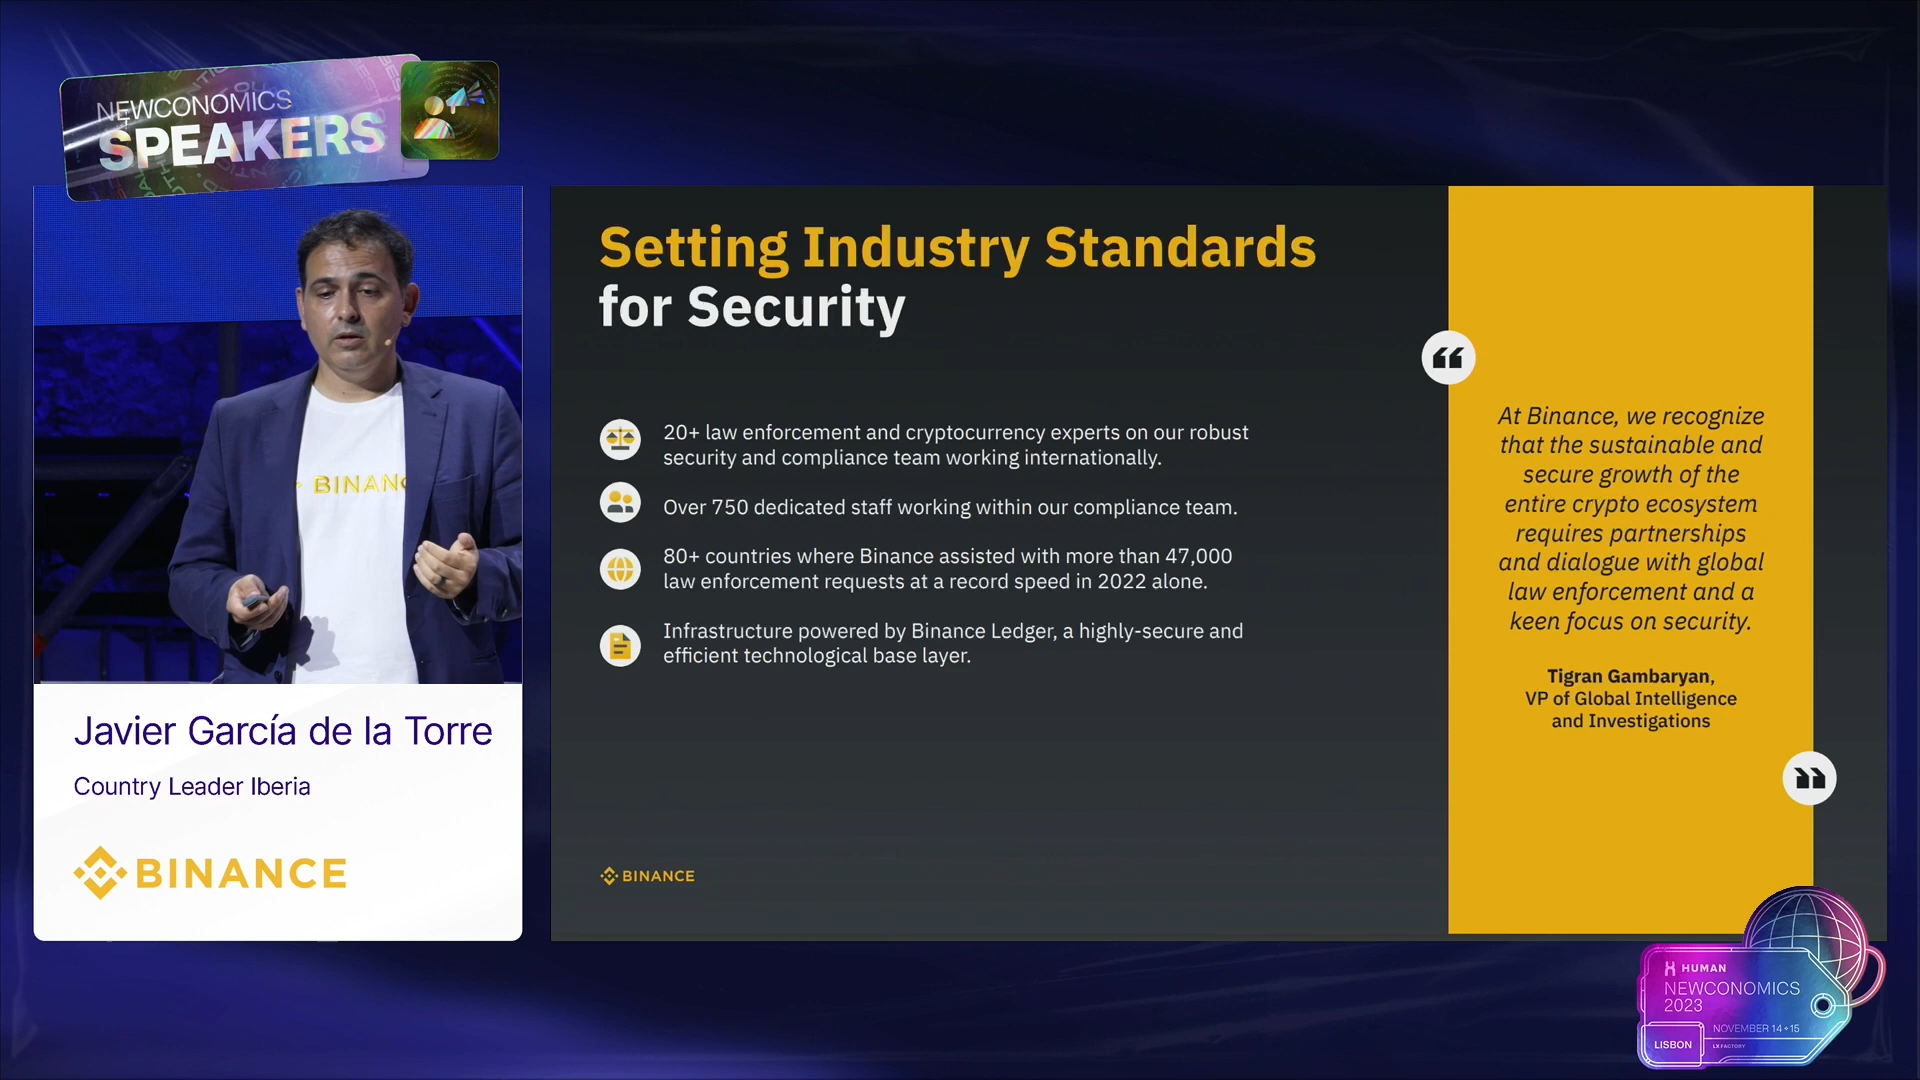 NEWCONOMICS
SPEAKERS
BINAN
Javier García de la Torre
Country Leader Iberia
BINANCE
Setting Industry Standards
for Security
20+ law enforcement and cryptocurrency experts on our robust
security and compliance team working internationally.
Over 750 dedicated staff working within our compliance team.
80+ countries where Binance assisted with more than 47,000
law enforcement requests at a record speed in 2022 alone.
Infrastructure powered by Binance Ledger, a highly-secure and
efficient technological base layer.
BINANCE
“
At Binance, we recognize
that the sustainable and
secure growth of the
entire crypto ecosystem
requires partnerships
and dialogue with global
law enforcement and a
keen focus on security.
Tigran Gambaryan,
VP of Global Intelligence
and Investigations
”
HUMAN
NEWCONOMICS
2023
NOVEMBER 14+15
LISBON
LX FACTORY